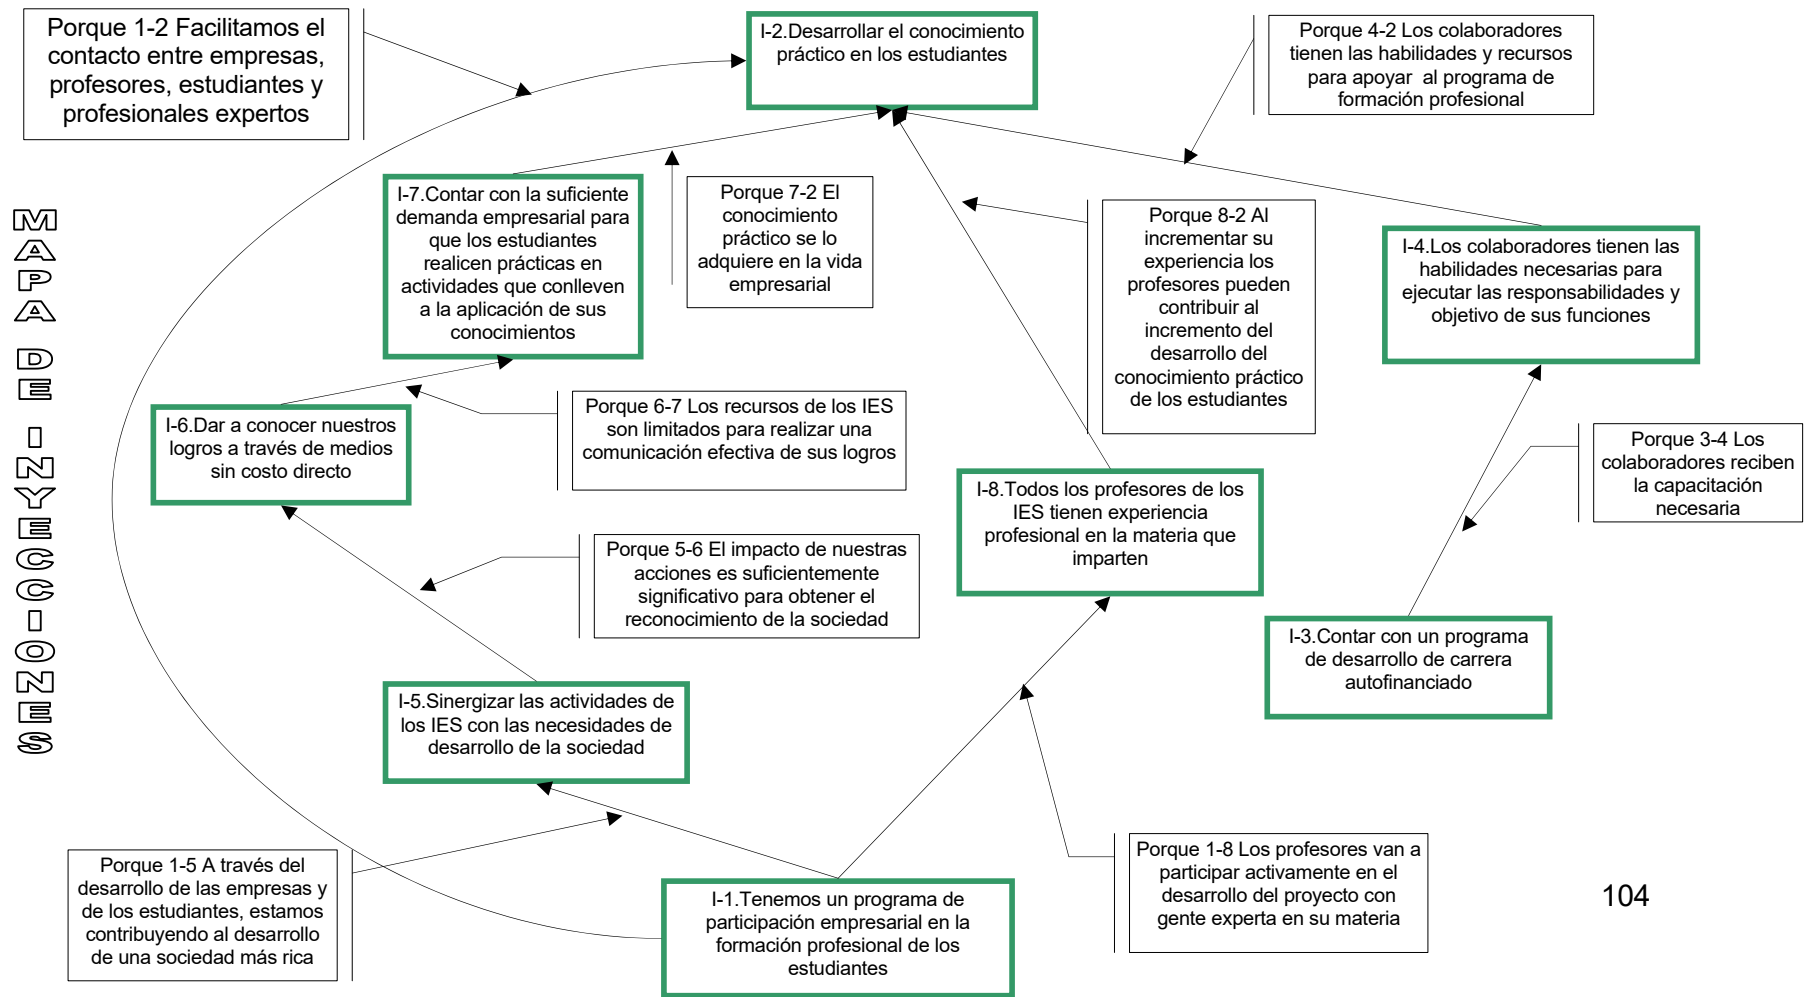 MAPA DE INYECCIONES
Porque 1-2 Facilitamos el
contacto entre empresas,
profesores, estudiantes y
profesionales expertos
I-2.Desarrollar el conocimiento
práctico en los estudiantes
Porque 4-2 Los colaboradores
tienen las habilidades y recursos
para apoyar al programa de
formación profesional
I-7.Contar con la suficiente
demanda empresarial para
que los estudiantes
realicen prácticas en
actividades que conlleven
a la aplicación de sus
conocimientos
Porque 7-2 El
conocimiento
práctico se lo
adquiere en la vida
empresarial
Porque 8-2 Al
incrementar su
experiencia los
profesores pueden
contribuir al
incremento del
desarrollo del
conocimiento práctico
de los estudiantes
I-4.Los colaboradores tienen las
habilidades necesarias para
ejecutar las responsabilidades y
objetivo de sus funciones
I-6.Dar a conocer nuestros
logros a través de medios
sin costo directo
Porque 6-7 Los recursos de los IES
son limitados para realizar una
comunicación efectiva de sus logros
I-8.Todos los profesores de los
IES tienen experiencia
profesional en la materia que
imparten
Porque 3-4 Los
colaboradores reciben
la capacitación
necesaria
Porque 5-6 El impacto de nuestras
acciones es suficientemente
significativo para obtener el
reconocimiento de la sociedad
I-3.Contar con un programa
de desarrollo de carrera
autofinanciado
I-5.Sinergizar las actividades de
los IES con las necesidades de
desarrollo de la sociedad
Porque 1-5 A través del
desarrollo de las empresas y
de los estudiantes, estamos
contribuyendo al desarrollo
de una sociedad más rica
I-1.Tenemos un programa de
participación empresarial en la
formación profesional de los
estudiantes
Porque 1-8 Los profesores van a
participar activamente en el
desarrollo del proyecto con
gente experta en su materia
104